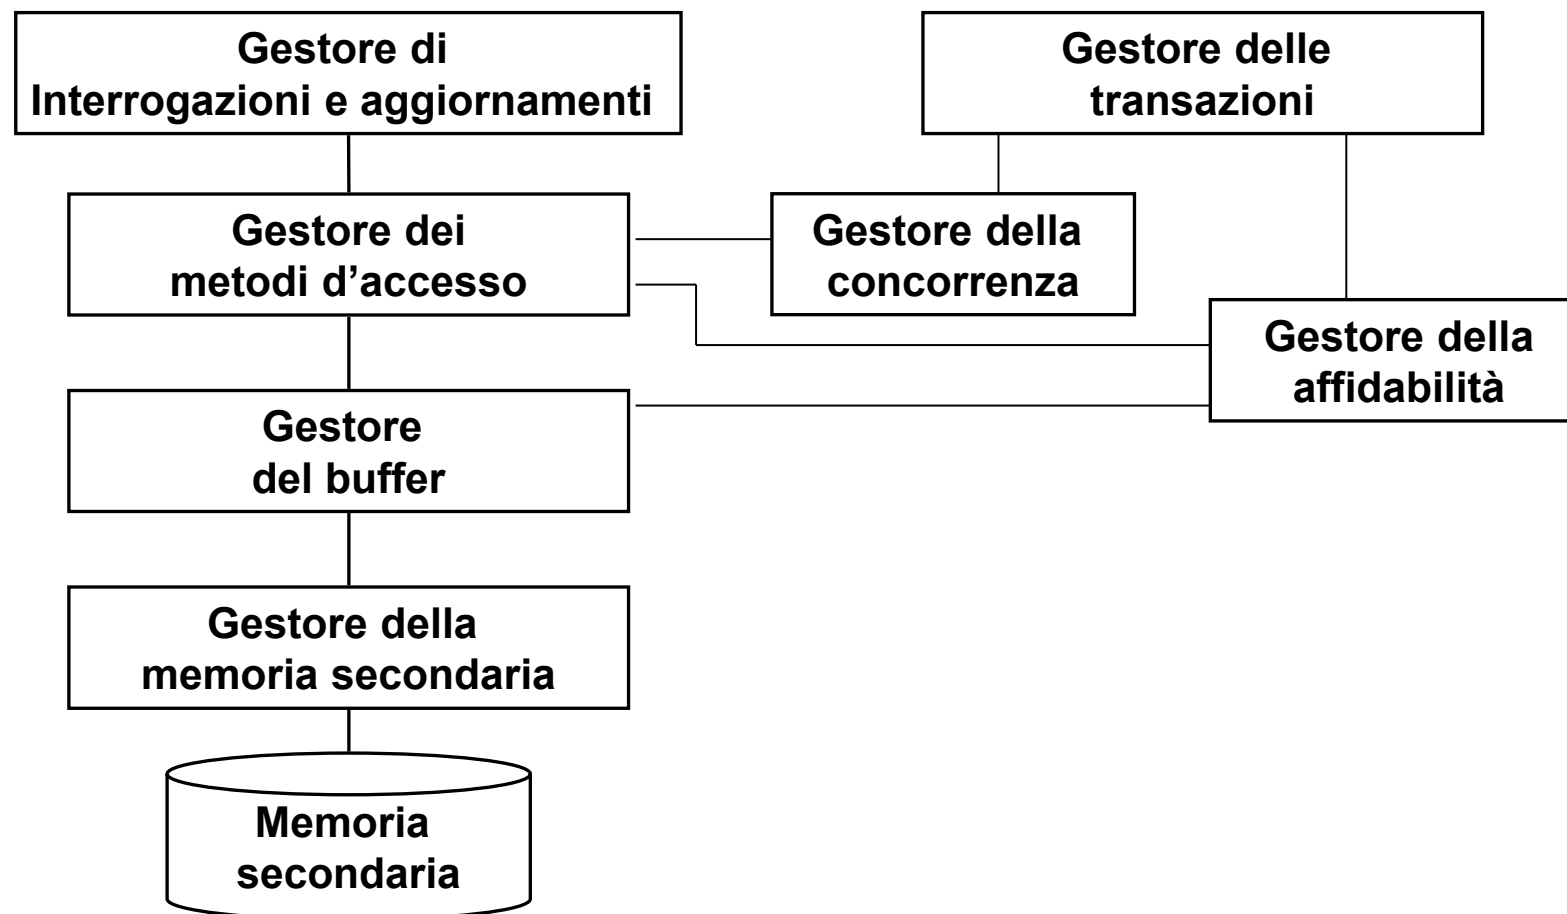 Gestore di
Interrogazioni e aggiornamenti
Gestore delle
transazioni
Gestore dei
metodi d’accesso
Gestore della
concorrenza
Gestore della
affidabilità
Gestore
del buffer
Gestore della
memoria secondaria
Memoria
secondaria